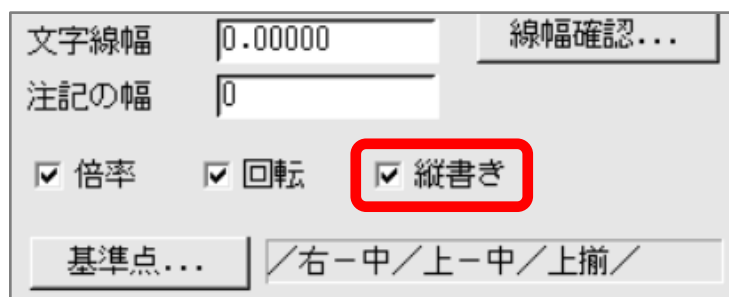 文字線幅 0.00000 線幅確認...
注記の幅 0
倍率 回転 縦書き
基準点... ／右－中／上－中／上揃／